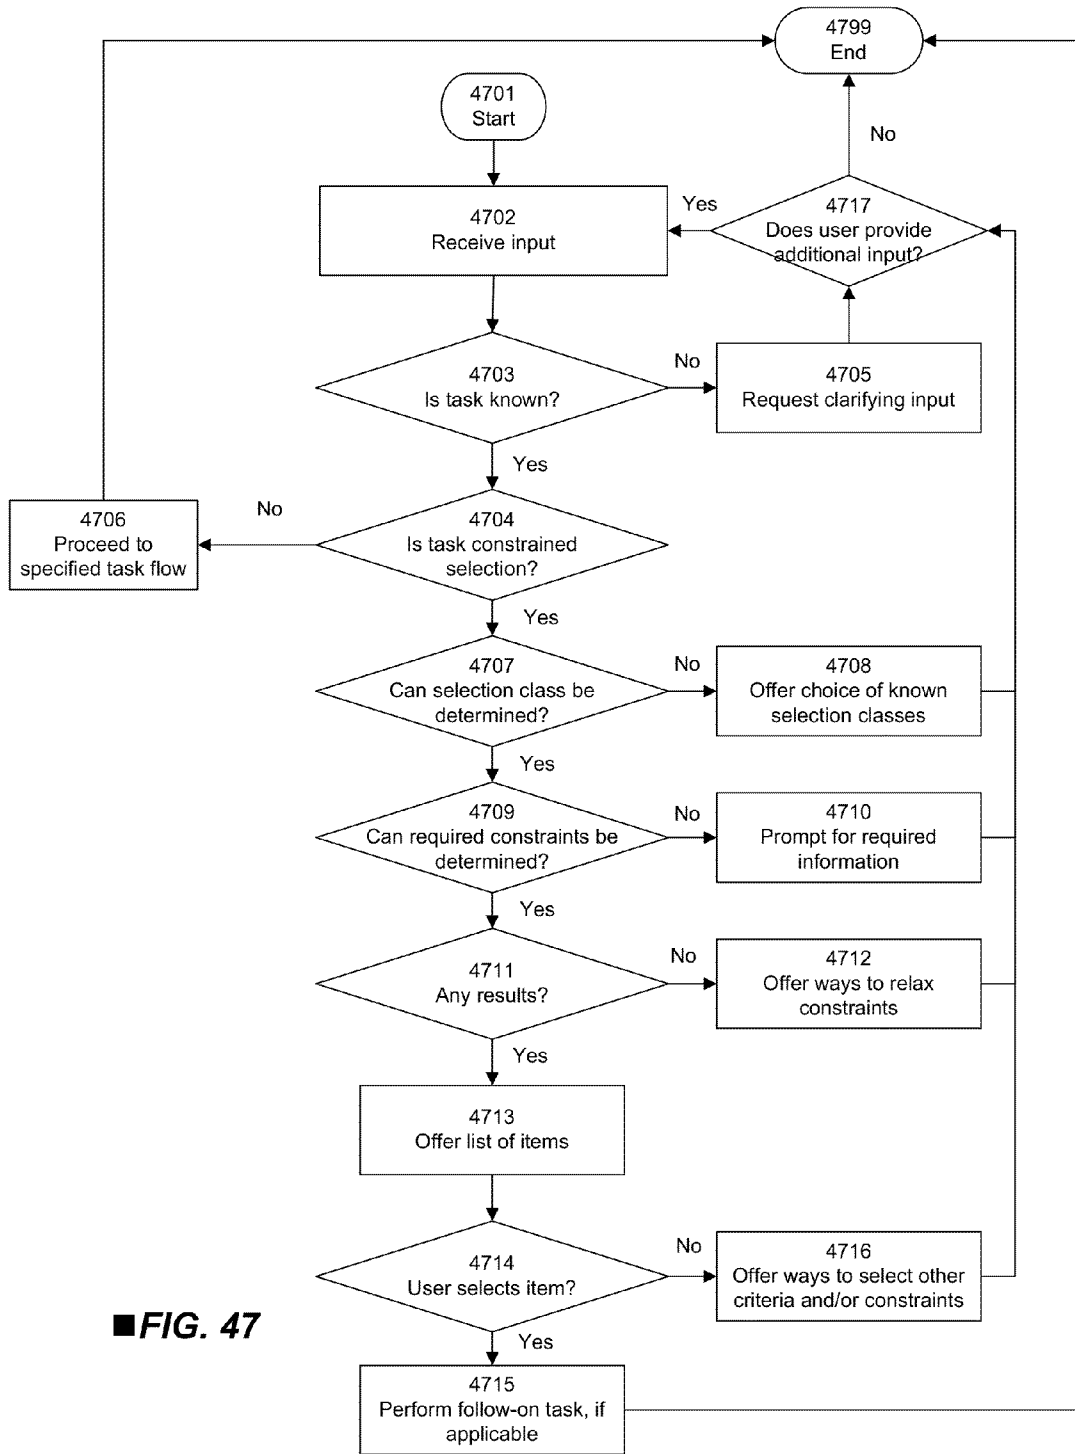 4799
End
4701
Start
No
4702
Receive input
Yes
4717
Does user provide
additional input?
4703
Is task known?
No
4705
Request clarifying input
Yes
4706
Proceed to
specified task flow
No
4704
Is task constrained
selection?
Yes
4707
Can selection class be
determined?
No
4708
Offer choice of known
selection classes
Yes
4709
Can required constraints be
determined?
No
4710
Prompt for required
information
Yes
4711
Any results?
No
4712
Offer ways to relax
constraints
Yes
4713
Offer list of items
4714
User selects item?
No
4716
Offer ways to select other
criteria and/or constraints
■FIG. 47
Yes
4715
Perform follow-on task, if
applicable